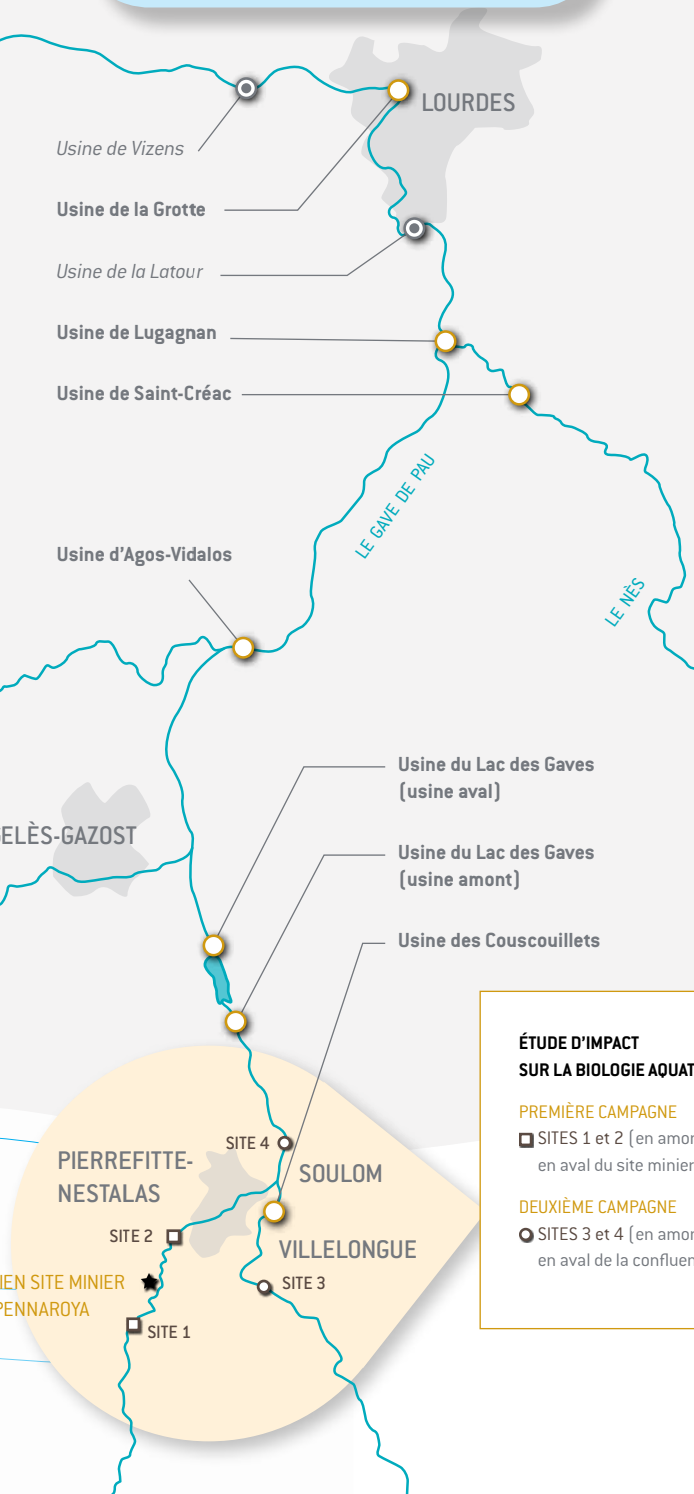 LOURDES
Usine de Vizens
Usine de la Grotte
Usine de la Latour
Usine de Lugagnan
Usine de Saint-Créac
LE GAVE DE PAU
Usine d'Agos-Vidalos
LE NÈS
Usine du Lac des Gaves
(usine aval)
ELÈS-GAZOST
Usine du Lac des Gaves
(usine amont)
Usine des Couscouillets
ÉTUDE D'IMPACT
SUR LA BIOLOGIE AQUAT
PREMIÈRE CAMPAGNE
SITES 1 et 2 (en amon
en aval du site minier
DEUXIÈME CAMPAGNE
SITES 3 et 4 (en amon
en aval de la confluen
SITE 4
PIERREFITTE-
NESTALAS
SOULOM
SITE 2
VILLELONGUE
IEN SITE MINIER
PENNAROYA
SITE 3
SITE 1